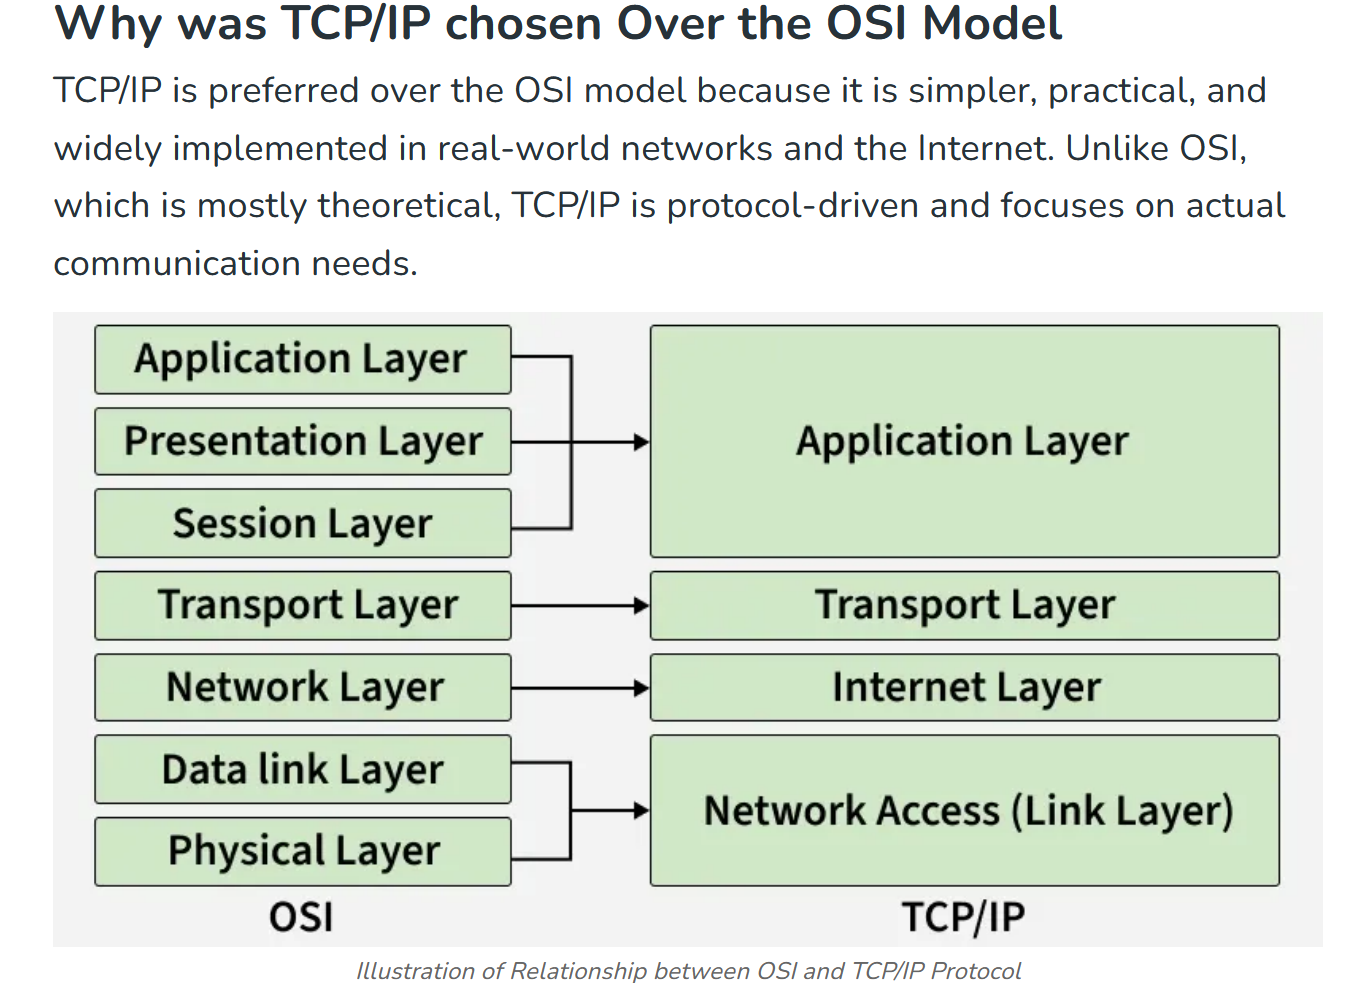 Why was TCP/IP chosen Over the OSI Model
TCP/IP is preferred over the OSI model because it is simpler, practical, and
widely implemented in real-world networks and the Internet. Unlike OSI,
which is mostly theoretical, TCP/IP is protocol-driven and focuses on actual
communication needs.
Application Layer
Presentation Layer
Session Layer
Transport Layer
Network Layer
Data link Layer
Physical Layer
OSI
Application Layer
Transport Layer
Internet Layer
Network Access (Link Layer)
TCP/IP
Illustration of Relationship between OSI and TCP/IP Protocol